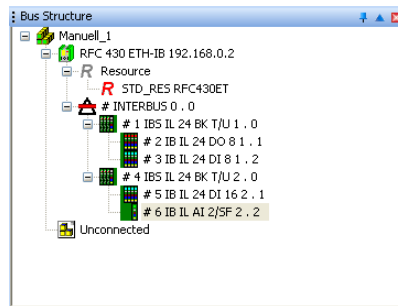 Bus Structure
Manuell_1
RFC 430 ETH-IB 192.168.0.2
R Resource
R STD_RES RFC430ET
# INTERBUS 0 . 0
# 1 IBS IL 24 BK T/U 1 . 0
# 2 IB IL 24 DO 8 1 . 1
# 3 IB IL 24 DI 8 1 . 2
# 4 IBS IL 24 BK T/U 2 . 0
# 5 IB IL 24 DI 16 2 . 1
# 6 IB IL AI 2/SF 2 . 2
Unconnected